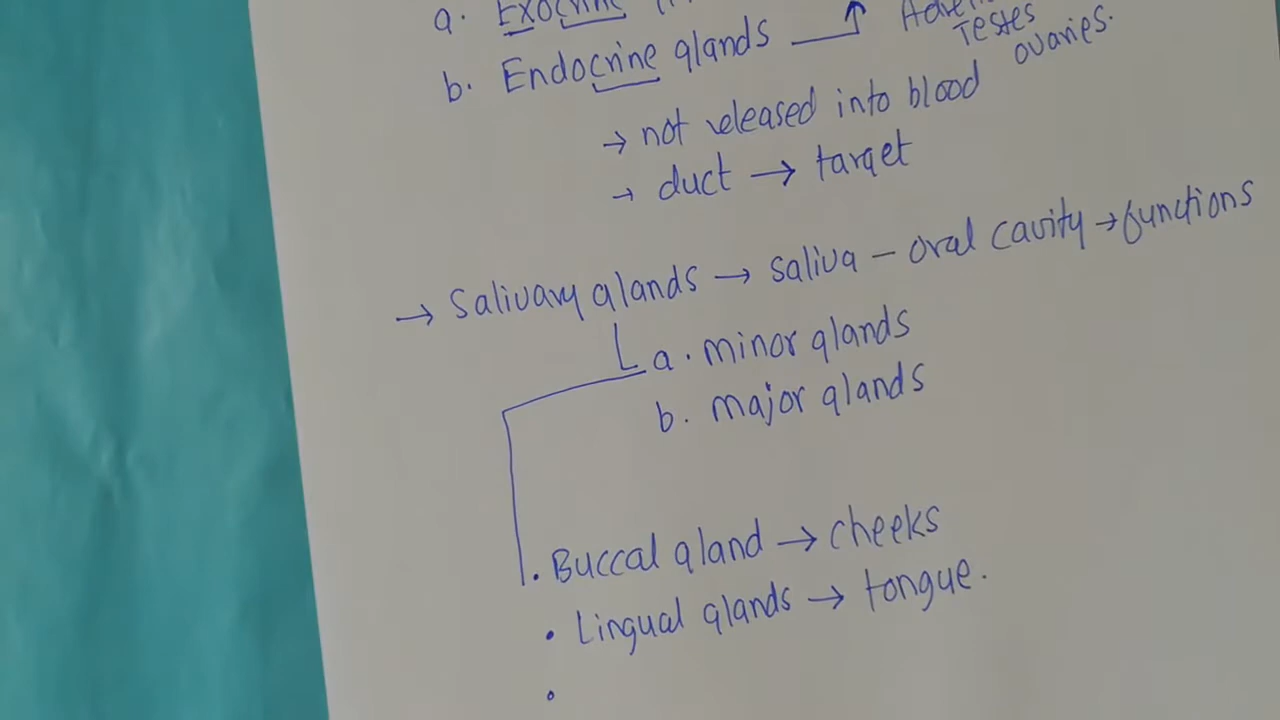 a. Exocrine
b. Endocrine glands
Testes
ovaries.
→ not released into blood
→ duct → target
→ Salivary glands → saliva – oral cavity → functions
a. minor glands
b. major glands
• Buccal gland → cheeks
• Lingual glands → tongue.
•